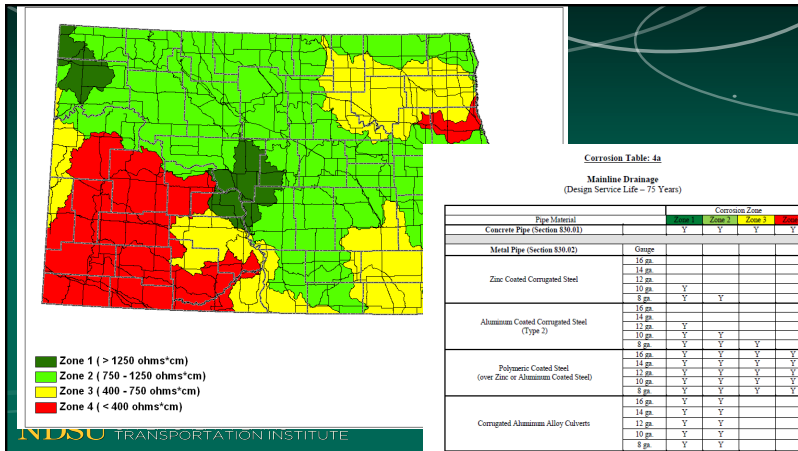 Zone 1 ( > 1250 ohms*cm)
Zone 2 ( 750 - 1250 ohms*cm)
Zone 3 ( 400 - 750 ohms*cm)
Zone 4 ( < 400 ohms*cm)
NDSU TRANSPORTATION INSTITUTE
Corrosion Table: 4a
Mainline Drainage
(Design Service Life – 75 Years)
Corrosion Zone
Pipe Material Zone 1 Zone 2 Zone 3 Zone
Concrete Pipe (Section 830.01) Y Y Y Y
Metal Pipe (Section 830.02) Gauge
Zinc Coated Corrugated Steel
16 ga.
14 ga.
12 ga.
10 ga. Y
8 ga. Y Y
Aluminum Coated Corrugated Steel
(Type 2)
16 ga.
14 ga.
12 ga. Y
10 ga. Y Y
8 ga. Y Y Y
Polymeric Coated Steel
(over Zinc or Aluminum Coated Steel)
16 ga. Y Y Y Y
14 ga. Y Y Y Y
12 ga. Y Y Y Y
10 ga. Y Y Y Y
8 ga. Y Y Y Y
Corrugated Aluminum Alloy Culverts
16 ga. Y Y
14 ga. Y Y
12 ga. Y Y
10 ga. Y Y
8 ga. Y Y